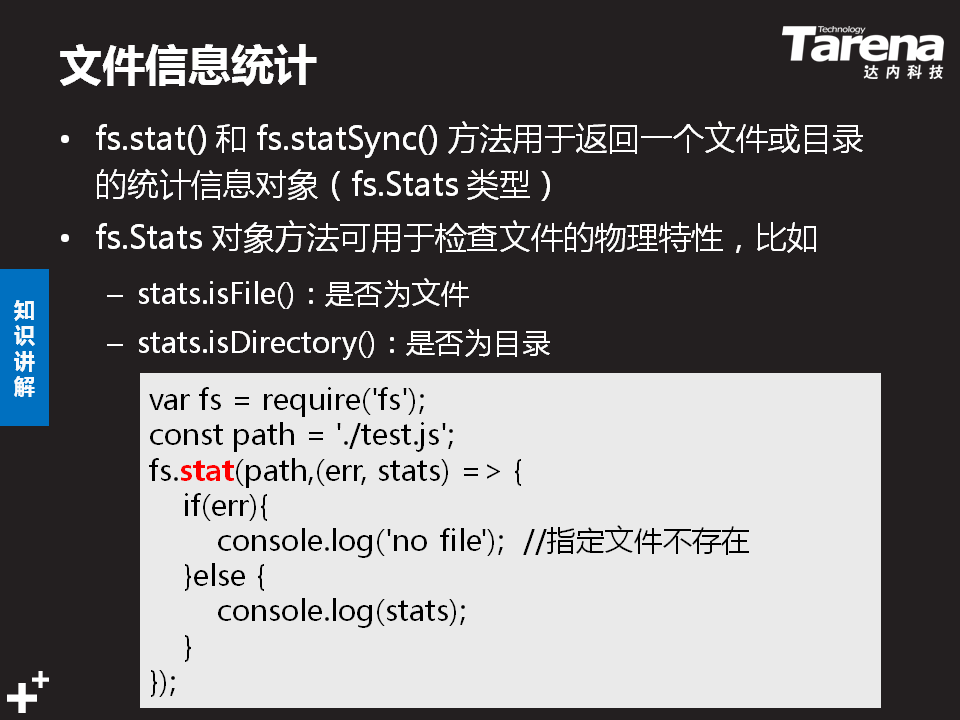 文件信息统计
Technology
Tarena
达内科技
• fs.stat() 和 fs.statSync() 方法用于返回一个文件或目录
的统计信息对象（fs.Stats 类型）
• fs.Stats 对象方法可用于检查文件的物理特性，比如
– stats.isFile()：是否为文件
– stats.isDirectory()：是否为目录
知
识
讲
解
var fs = require('fs');
const path = './test.js';
fs.stat(path,(err, stats) => {
if(err){
console.log('no file'); //指定文件不存在
}else {
console.log(stats);
}
});